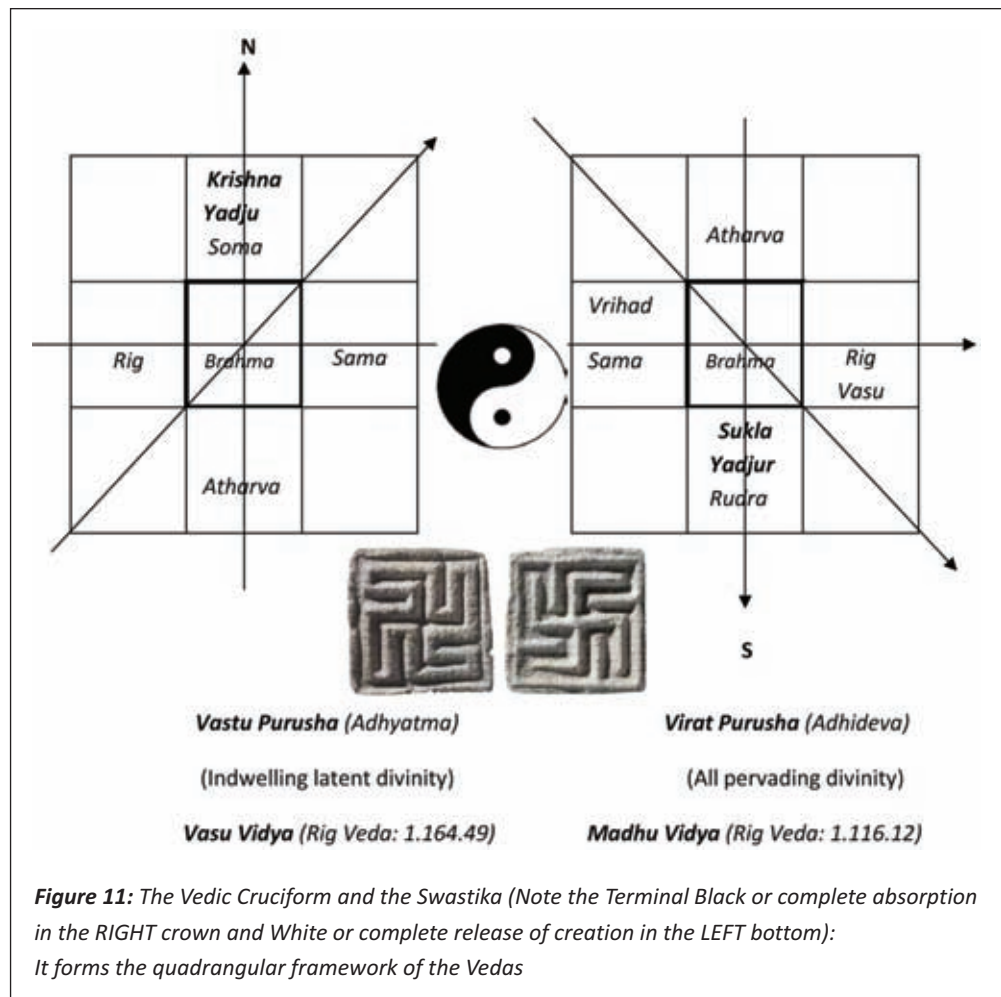 N
Krishna
Yadju
Soma
Rig
Brahma
Sama
Atharva
Atharva
Vrihad
Sama
Brahma
Rig
Vasu
Sukla
Yadjur
Rudra
S
Vastu Purusha (Adhyatma)
(Indwelling latent divinity)
Vasu Vidya (Rig Veda: 1.164.49)
Virat Purusha (Adhideva)
(All pervading divinity)
Madhu Vidya (Rig Veda: 1.116.12)
Figure 11: The Vedic Cruciform and the Swastika (Note the Terminal Black or complete absorption
in the RIGHT crown and White or complete release of creation in the LEFT bottom):
It forms the quadrangular framework of the Vedas